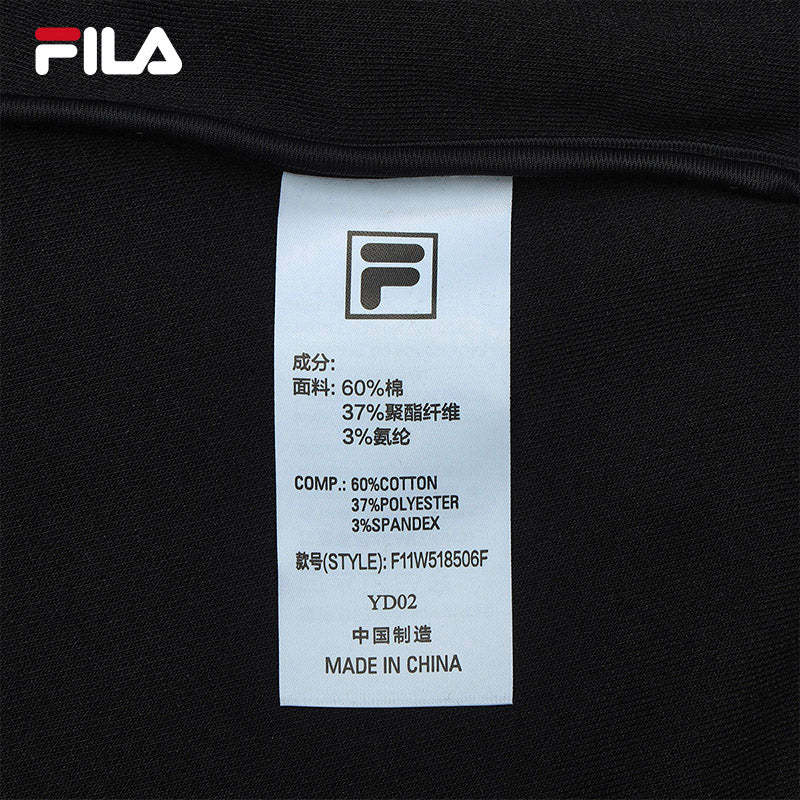 FILA
F
成分:
面料: 60%棉
37%聚酯纤维
3%氨纶
COMP.: 60%COTTON
37%POLYESTER
3%SPANDEX
款号(STYLE): F11W518506F
YD02
中国制造
MADE IN CHINA